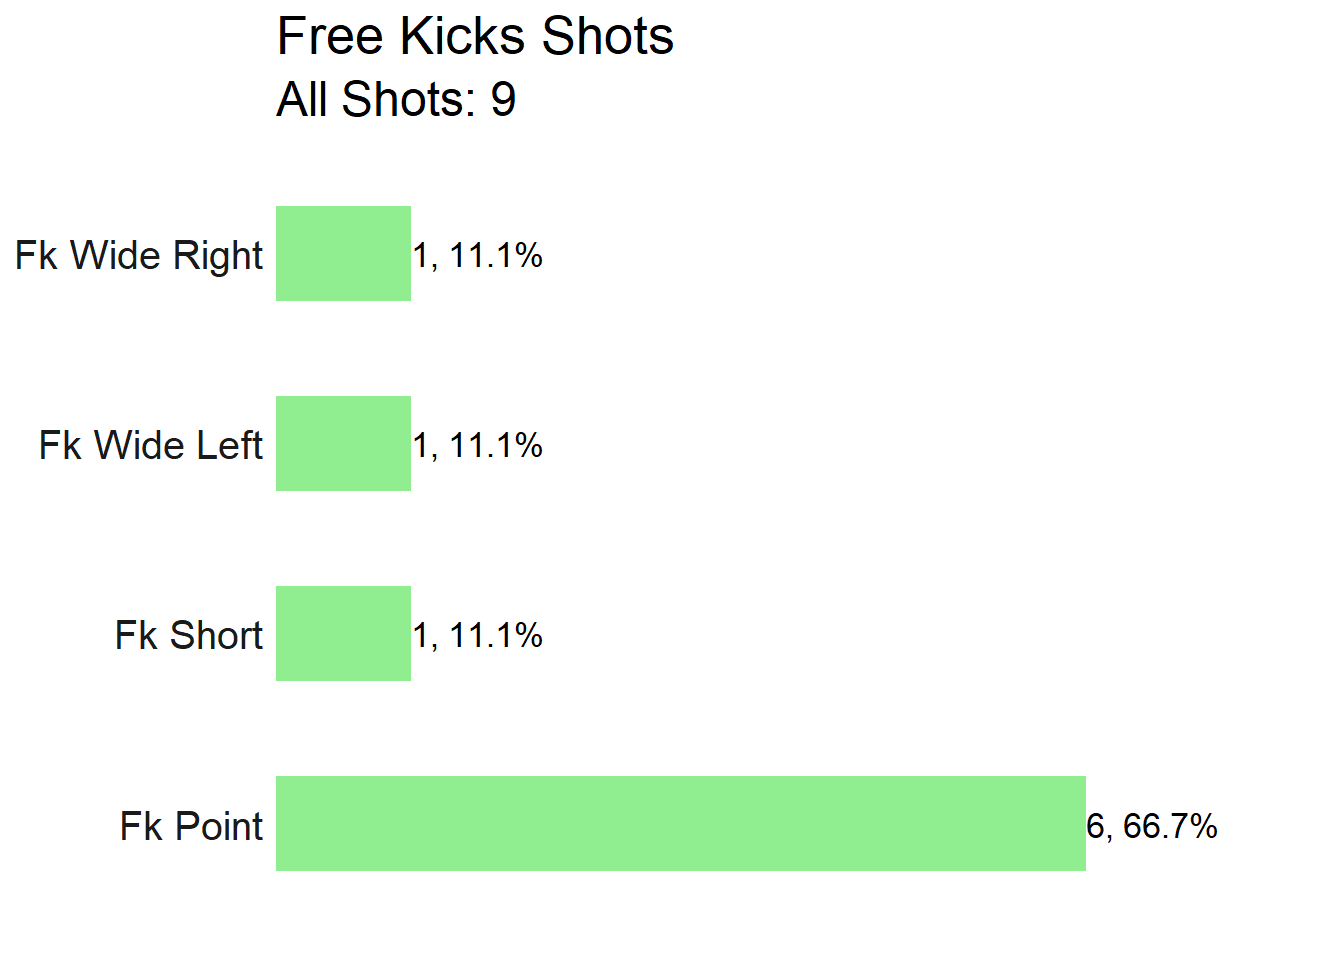 Free Kicks Shots
All Shots: 9
Fk Wide Right 1, 11.1%
Fk Wide Left 1, 11.1%
Fk Short 1, 11.1%
Fk Point 6, 66.7%